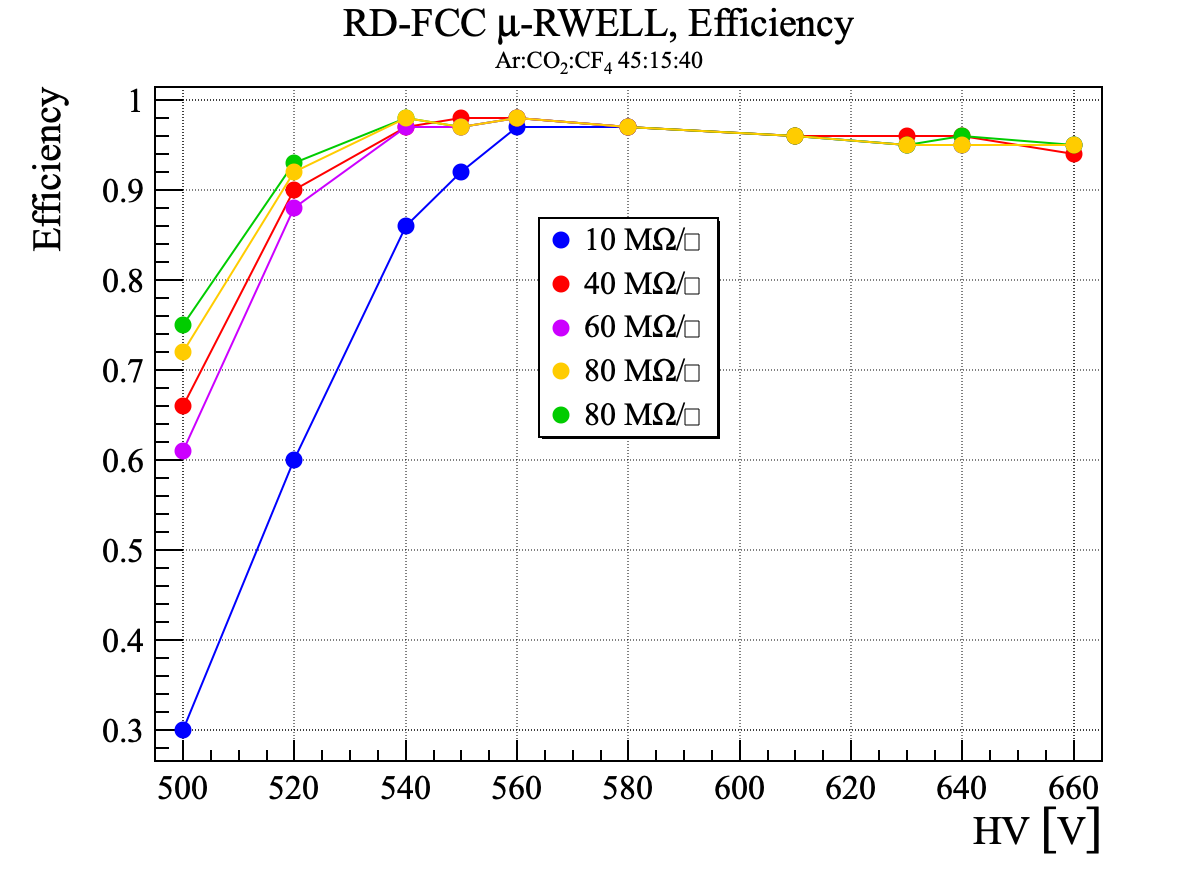 RD-FCC μ-RWELL, Efficiency
Ar:CO₂:CF₄ 45:15:40
Efficiency
1
0.9
0.8
0.7
0.6
0.5
0.4
0.3
10 MΩ/□
40 MΩ/□
60 MΩ/□
80 MΩ/□
80 MΩ/□
500 520 540 560 580 600 620 640 660
HV [V]